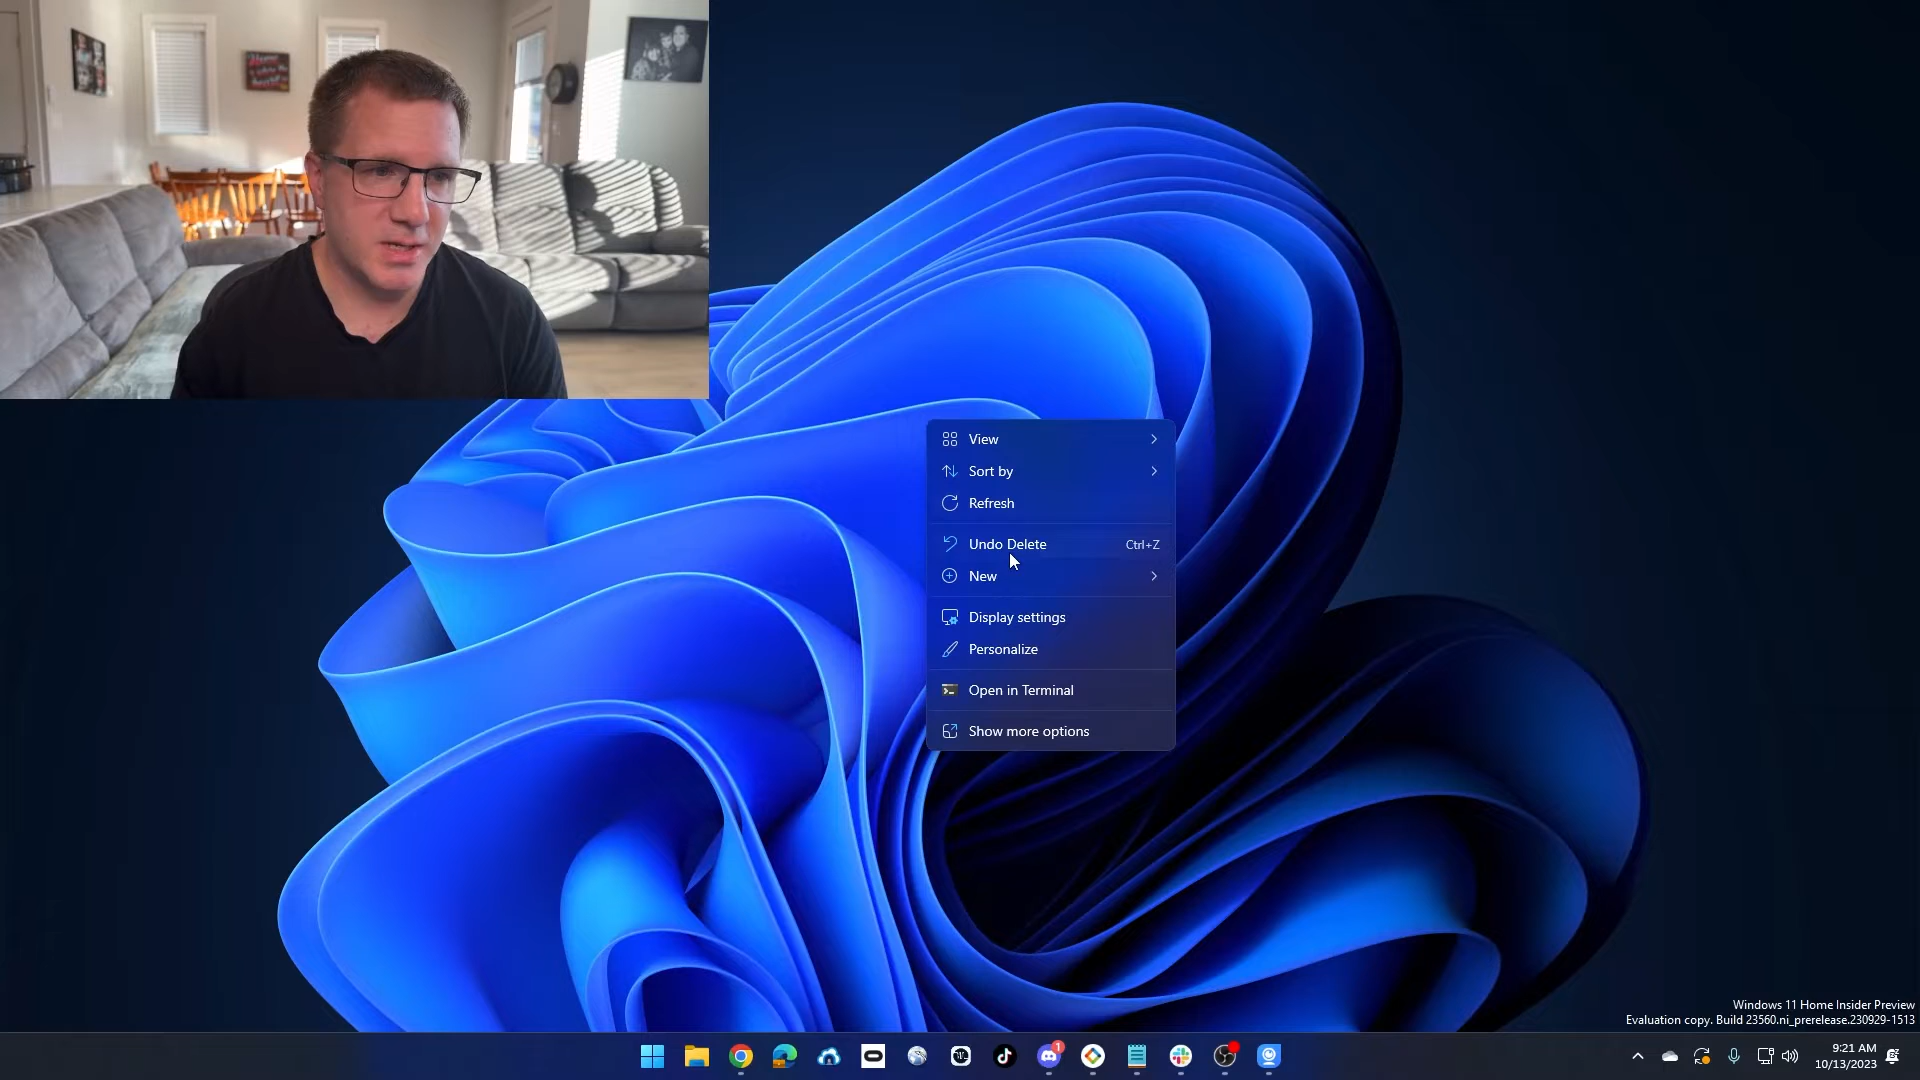 View
Sort by
Refresh
Undo Delete Ctrl+Z
New
Display settings
Personalize
Open in Terminal
Show more options
Windows 11 Home Insider Preview
Evaluation copy. Build 23560.ni_prerelease.230929-1513
1
9:21 AM
10/13/2023